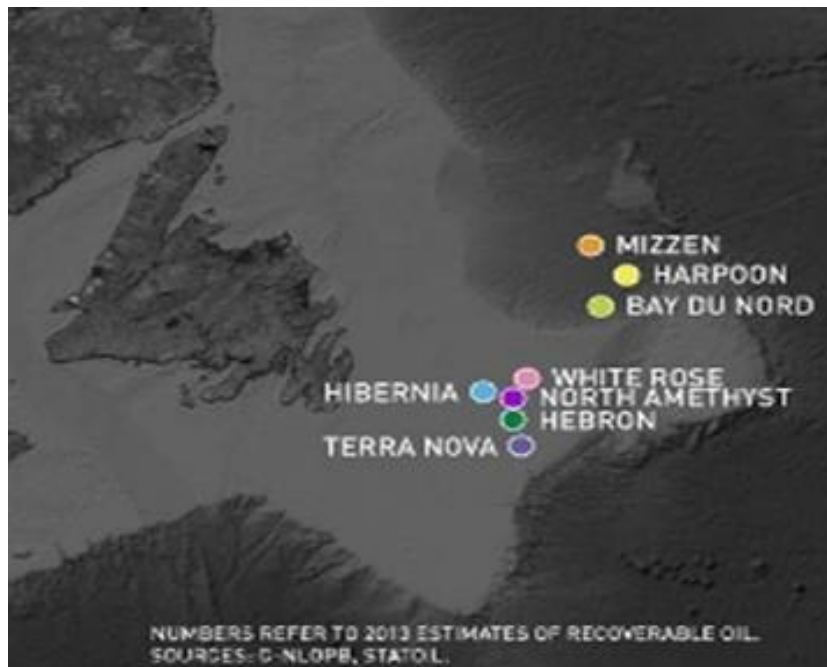 MIZZEN
HARPOON
BAY DU NORD
WHITE ROSE
HIBERNIA
NORTH AMETHYST
HEBRON
TERRA NOVA
NUMBERS REFER TO 2013 ESTIMATES OF RECOVERABLE OIL.
SOURCES: C-NLOPB, STATOIL.